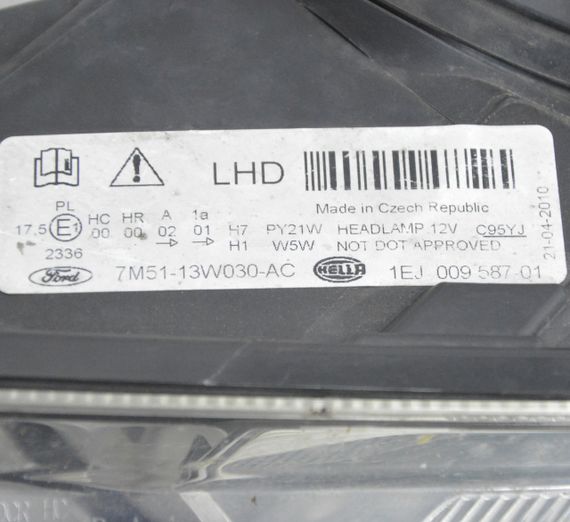 LHD
Made in Czech Republic
PL
17.5 E1 HC HR A 1a H7 PY21W HEADLAMP 12V C95YJ
00 00 02 01 H1 W5W NOT DOT APPROVED
2336
Ford 7M51-13W030-AC HELLA 1EJ 009 587-01
21-04-2010